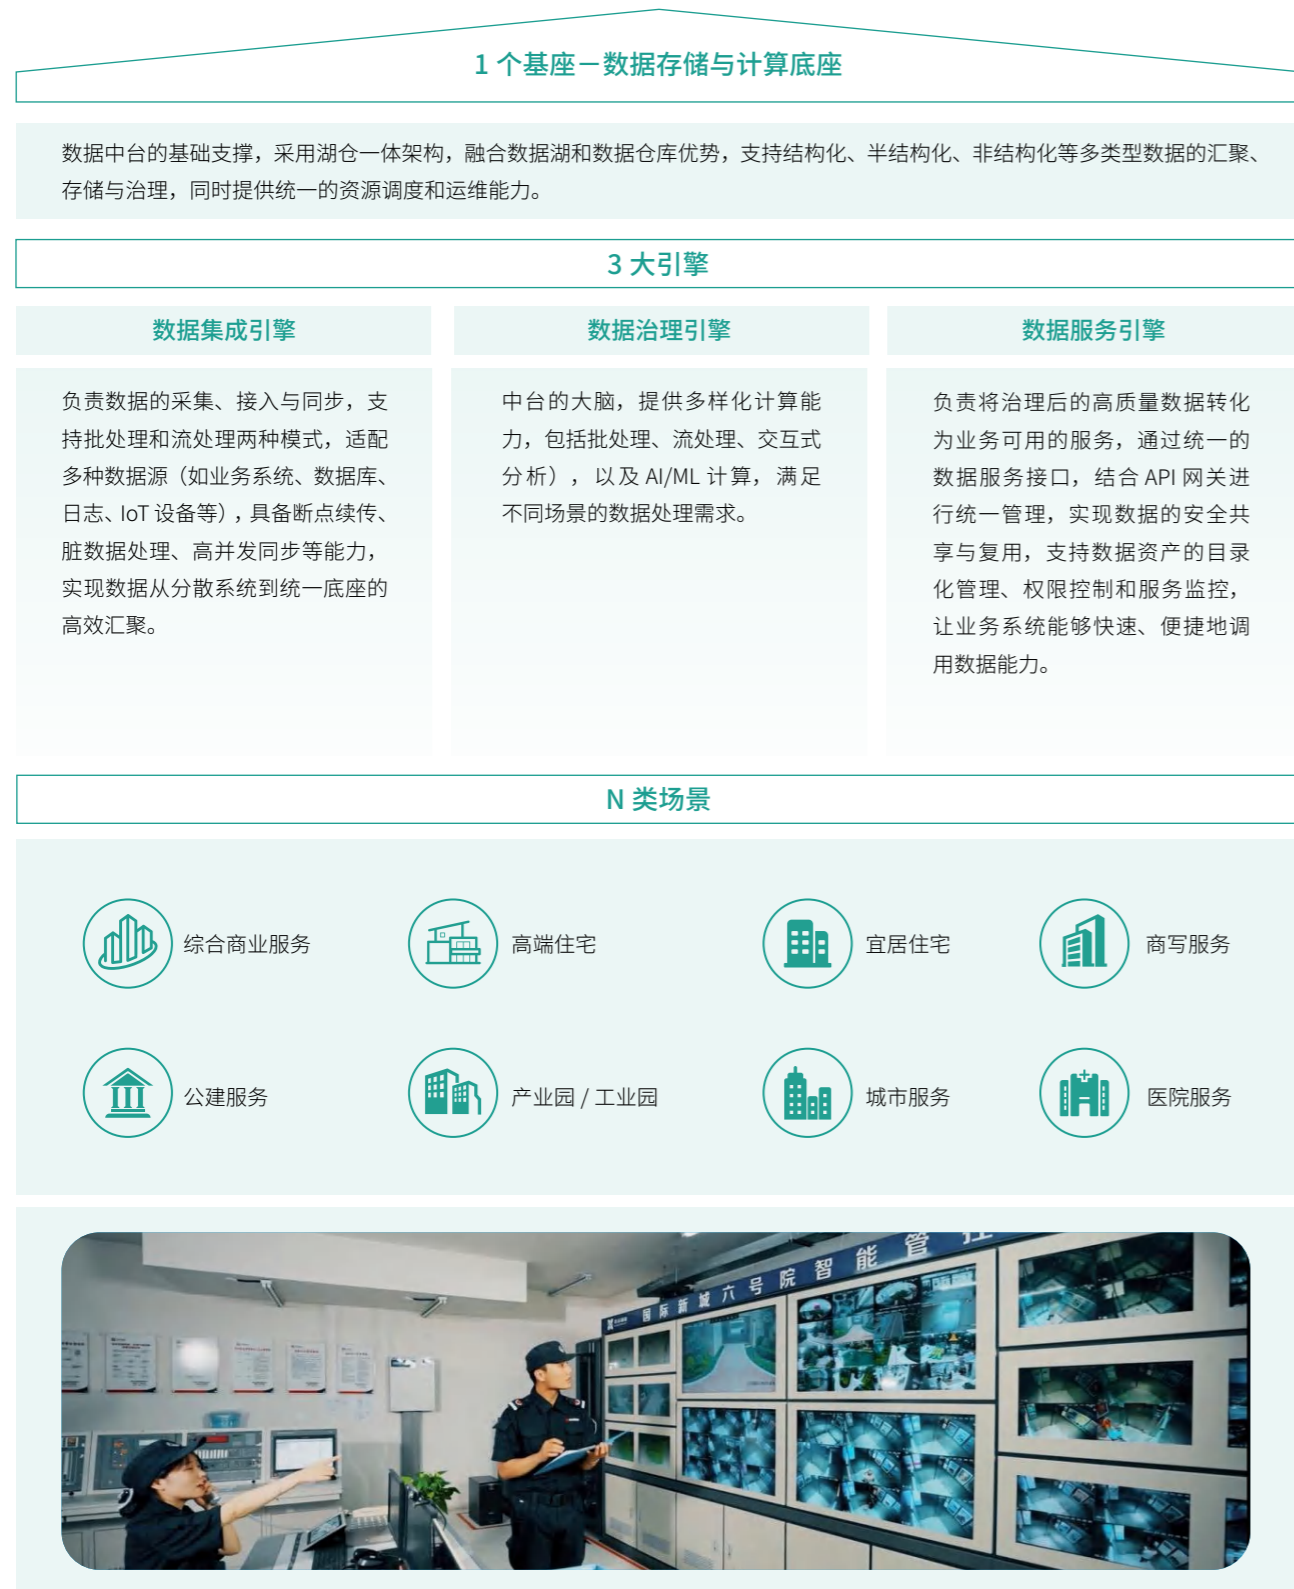 1 个基座－数据存储与计算底座
数据中台的基础支撑，采用湖仓一体架构，融合数据湖和数据仓库优势，支持结构化、半结构化、非结构化等多类型数据的汇聚、
存储与治理，同时提供统一的资源调度和运维能力。
3 大引擎
数据集成引擎
负责数据的采集、接入与同步，支
持批处理和流处理两种模式，适配
多种数据源（如业务系统、数据库、
日志、IoT 设备等），具备断点续传、
脏数据处理、高并发同步等能力，
实现数据从分散系统到统一底座的
高效汇聚。
数据治理引擎
中台的大脑，提供多样化计算能
力，包括批处理、流处理、交互式
分析），以及 AI/ML 计算，满足
不同场景的数据处理需求。
数据服务引擎
负责将治理后的高质量数据转化
为业务可用的服务，通过统一的
数据服务接口，结合 API 网关进
行统一管理，实现数据的安全共
享与复用，支持数据资产的目录
化管理、权限控制和服务监控，
让业务系统能够快速、便捷地调
用数据能力。
N 类场景
综合商业服务
高端住宅
宜居住宅
商写服务
公建服务
产业园 / 工业园
城市服务
医院服务
国际新城六号院智能管控